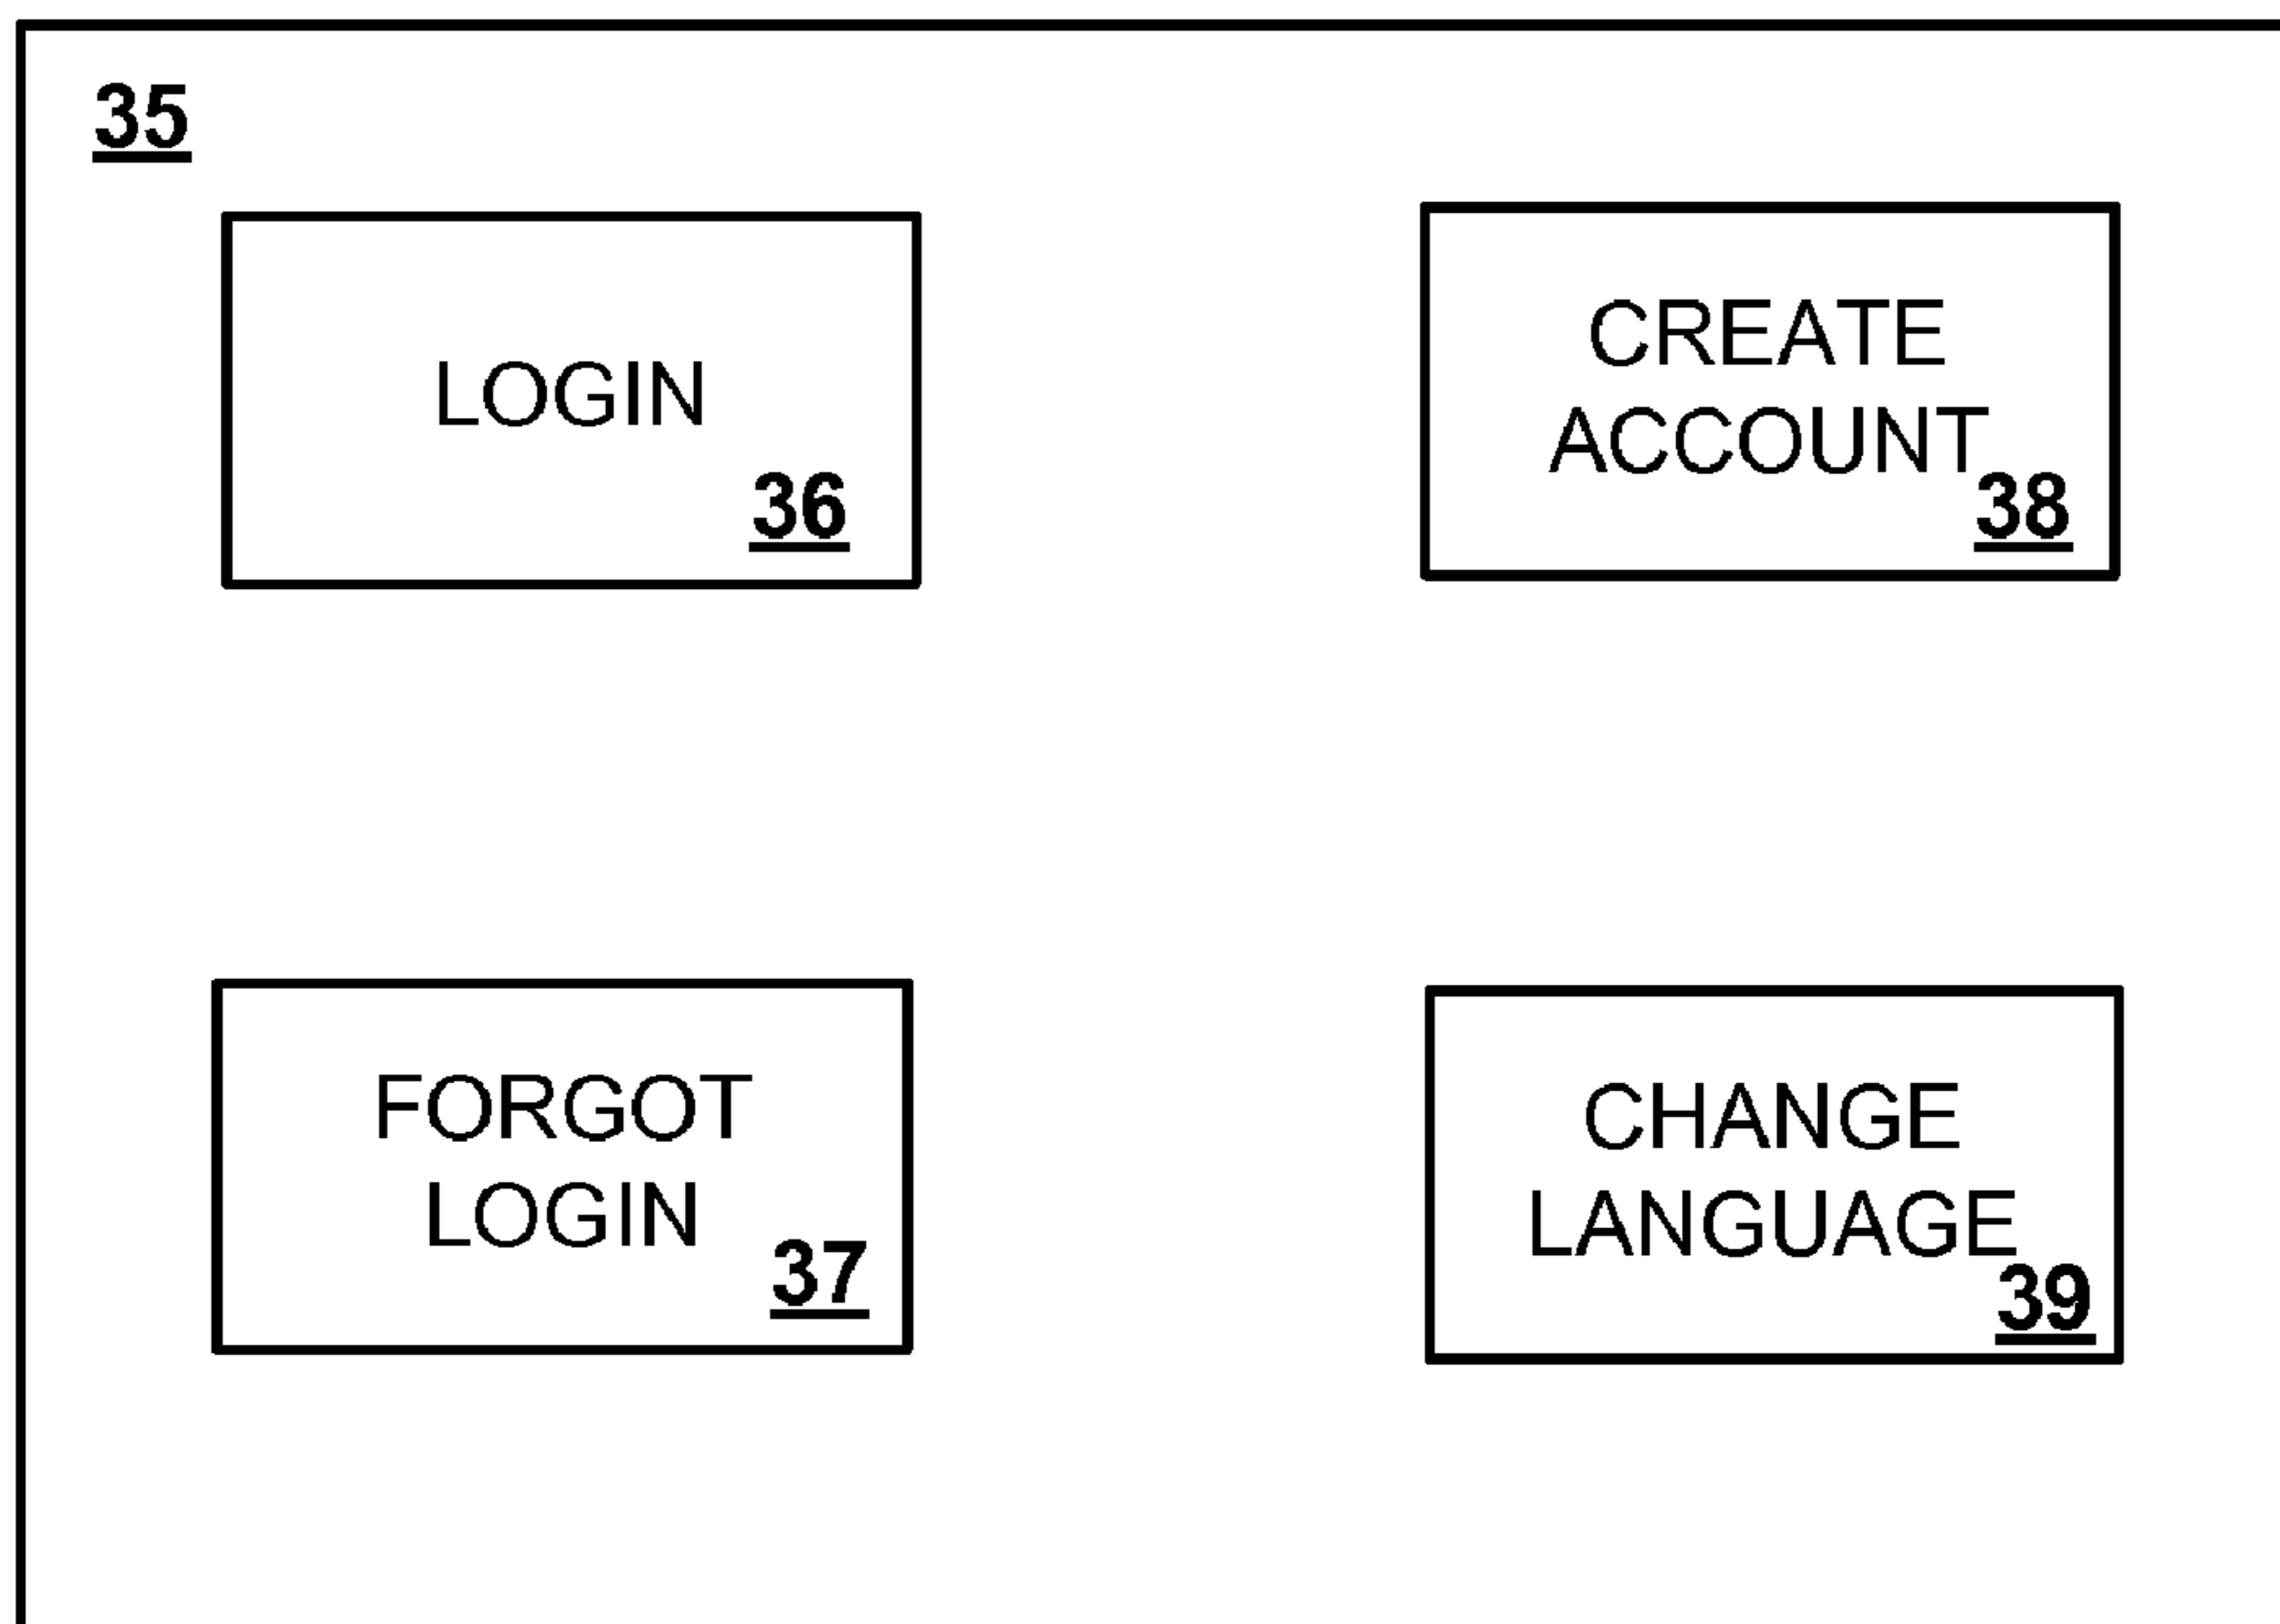 35
LOGIN
36
CREATE
ACCOUNT
38
FORGOT
LOGIN
37
CHANGE
LANGUAGE
39